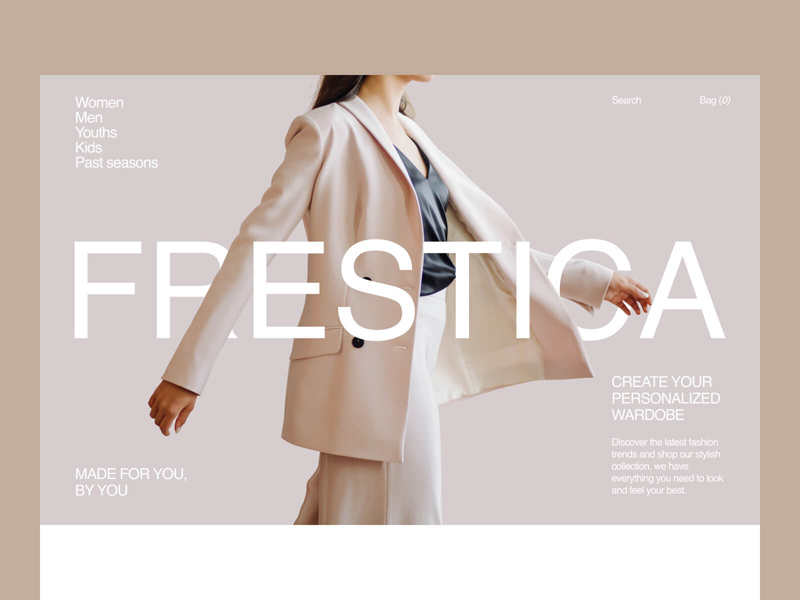 Women
Men
Youths
Kids
Past seasons
Search
Bag (0)
FRESTICA
CREATE YOUR
PERSONALIZED
WARDOBE
Discover the latest fashion
trends and shop our stylish
collection, we have
everything you need to look
and feel your best.
MADE FOR YOU,
BY YOU